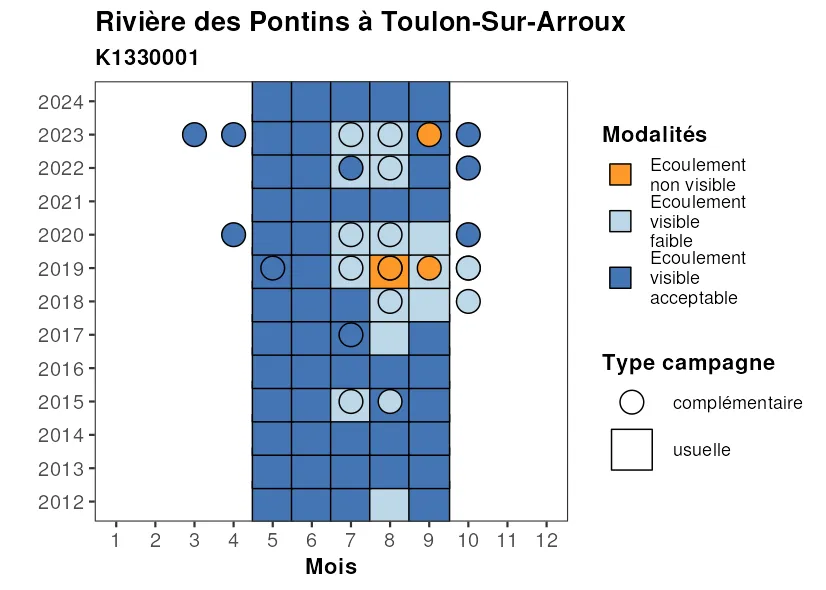 Rivière des Pontins à Toulon-Sur-Arroux
K1330001
2024
2023
2022
2021
2020
2019
2018
2017
2016
2015
2014
2013
2012
1 2 3 4 5 6 7 8 9 10 11 12
Mois
Modalités
Ecoulement
non visible
Ecoulement
visible
faible
Ecoulement
visible
acceptable
Type campagne
complémentaire
usuelle